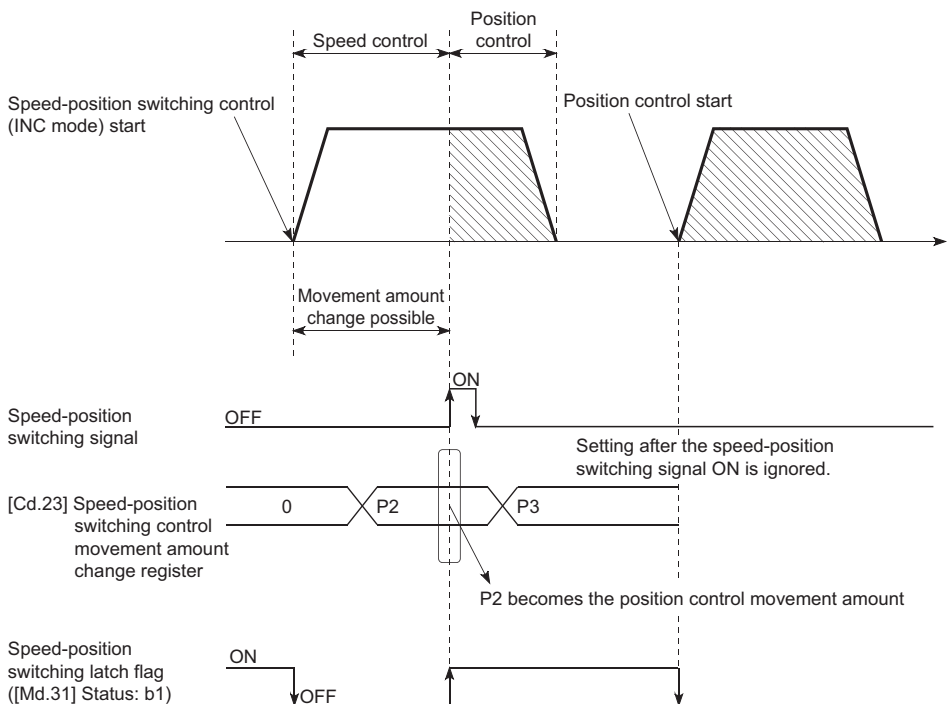 Speed control
Position
control
Speed-position switching control
(INC mode) start
Position control start
Movement amount
change possible
ON
Speed-position
switching signal
OFF
Setting after the speed-position
switching signal ON is ignored.
[Cd.23] Speed-position
switching control
movement amount
change register
0
P2
P3
P2 becomes the position control movement amount
Speed-position
switching latch flag
([Md.31] Status: b1)
ON
OFF